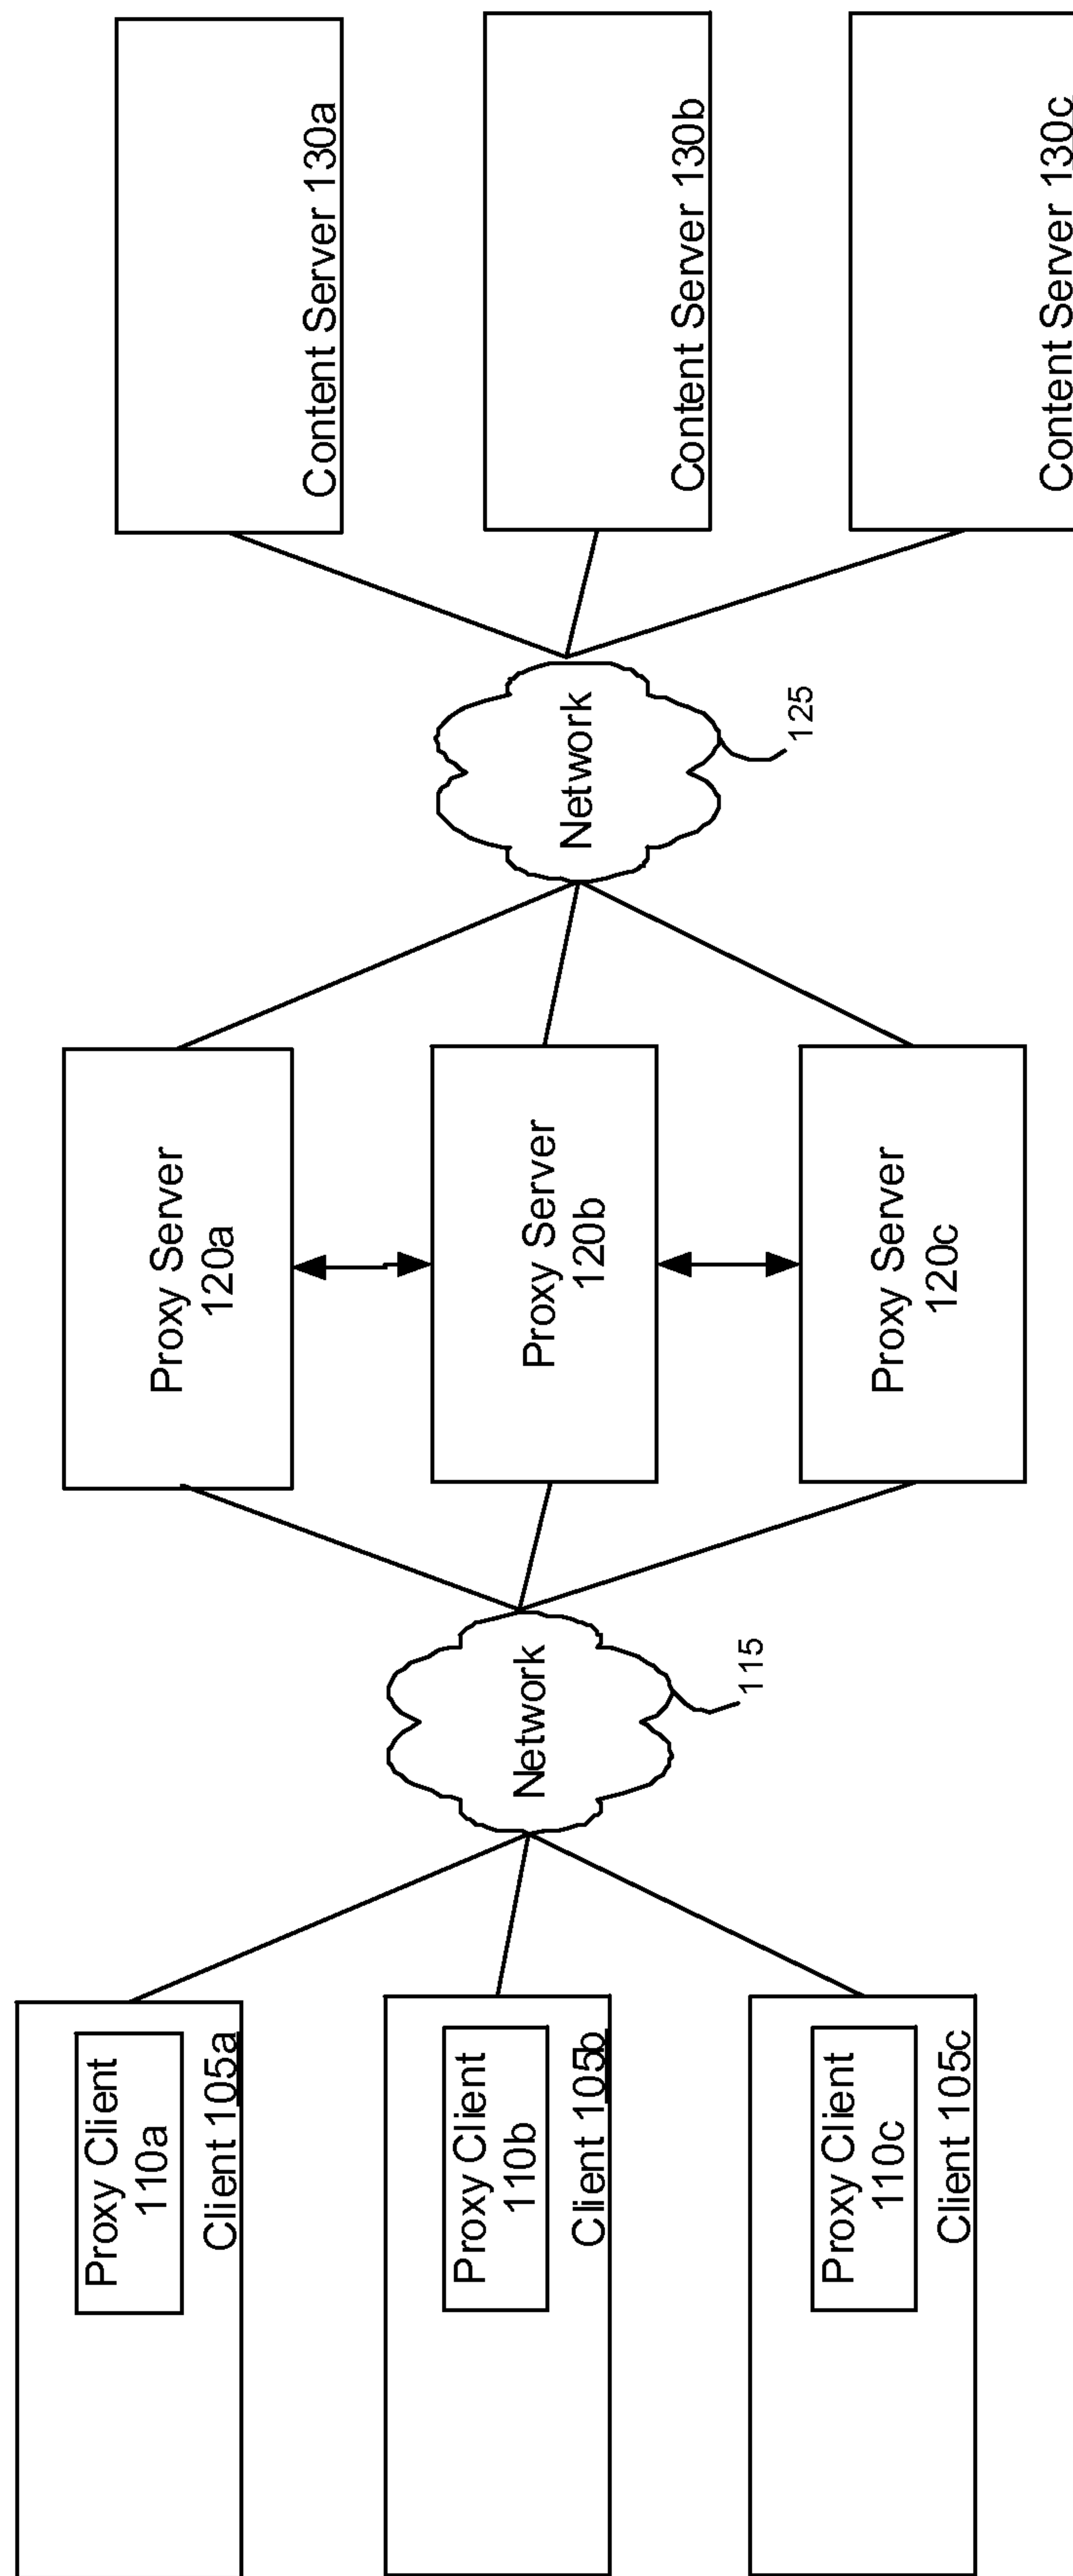 Proxy Client
110a
Client 105a
Proxy Client
110b
Client 105b
Proxy Client
110c
Client 105c
Network
115
Proxy Server
120a
Proxy Server
120b
Proxy Server
120c
Network
125
Content Server 130a
Content Server 130b
Content Server 130c